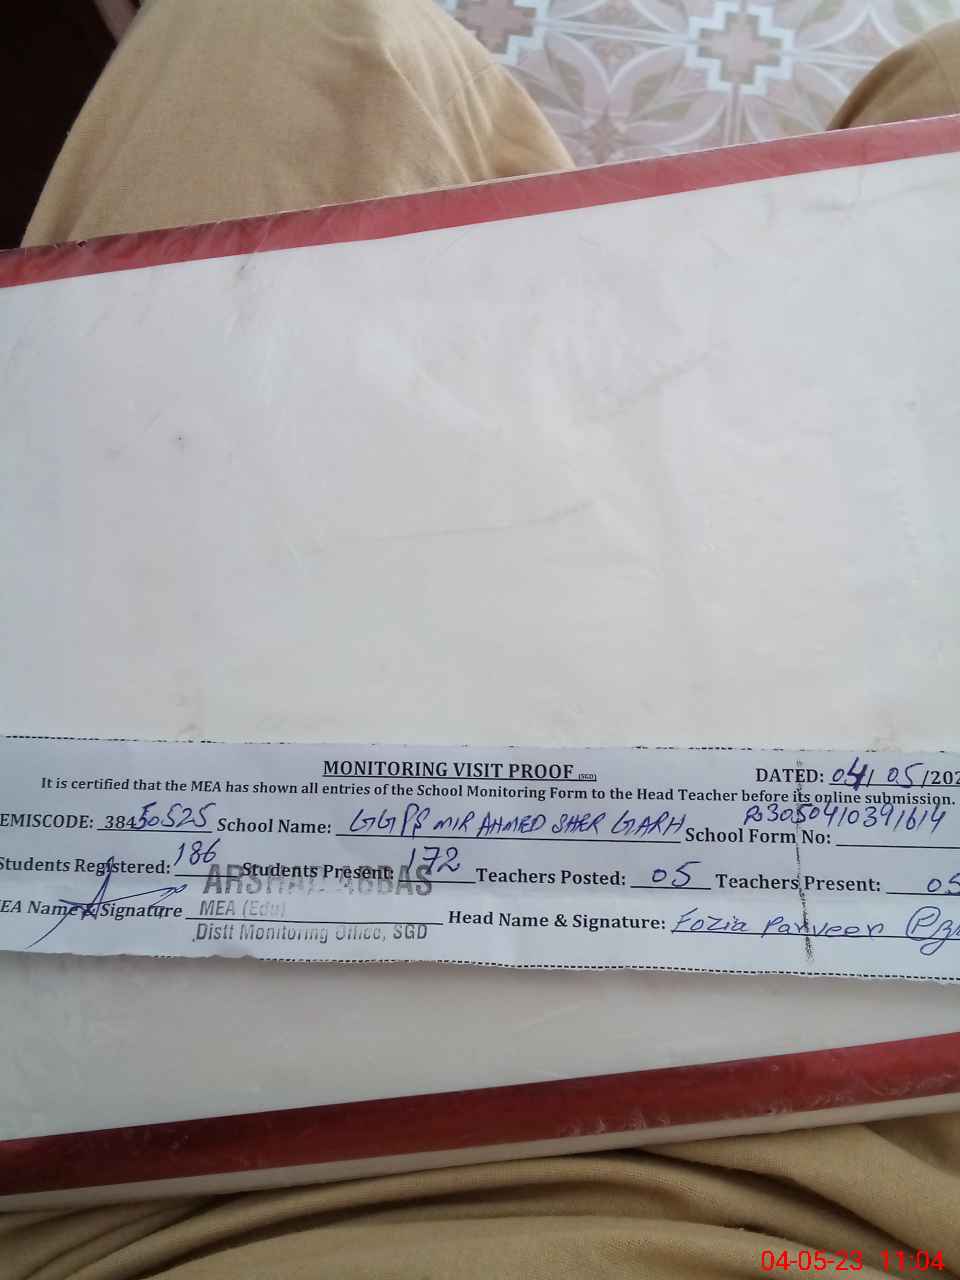 MONITORING VISIT PROOF (SGD)
DATED: 04/05/202
It is certified that the MEA has shown all entries of the School Monitoring Form to the Head Teacher before its online submission.
EMISCODE: 38450525 School Name: GGPS MIR AHMED SHER GARH School Form No:
Students Registered: 186 Students Present: 172 Teachers Posted: 05 Teachers Present: 05
EA Name & Signature
ARSHAD ABBAS
MEA (Edu)
Distt Monitoring Office, SGD
Head Name & Signature: Fozia Parveen
04-05-23 11:04